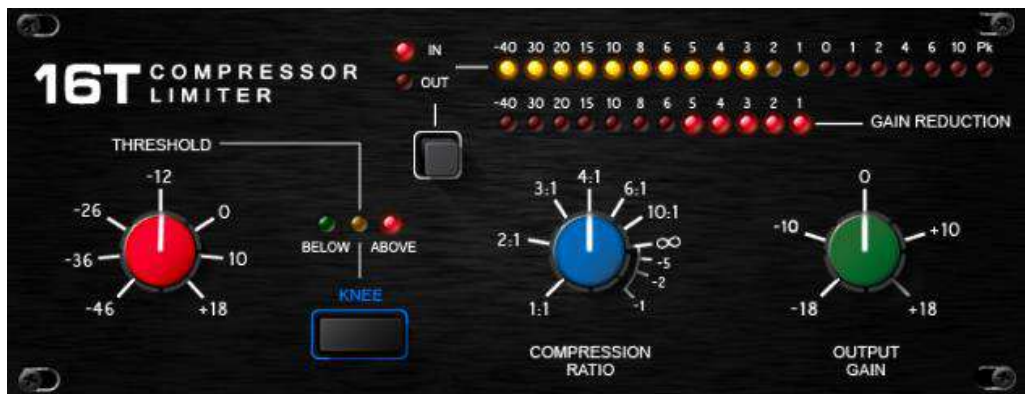 16T COMPRESSOR
LIMITER
IN
OUT
-40 30 20 15 10 8 6 5 4 3 2 1 0 1 2 4 6 10 Pk
-40 30 20 15 10 8 6 5 4 3 2 1
GAIN REDUCTION
THRESHOLD
-12
-26 0
-36 10
-46 +18
BELOW ABOVE
KNEE
4:1
3:1 6:1
10:1
2:1 ∞
-5
-2
1:1 -1
COMPRESSION
RATIO
0
-10 +10
-18 +18
OUTPUT
GAIN